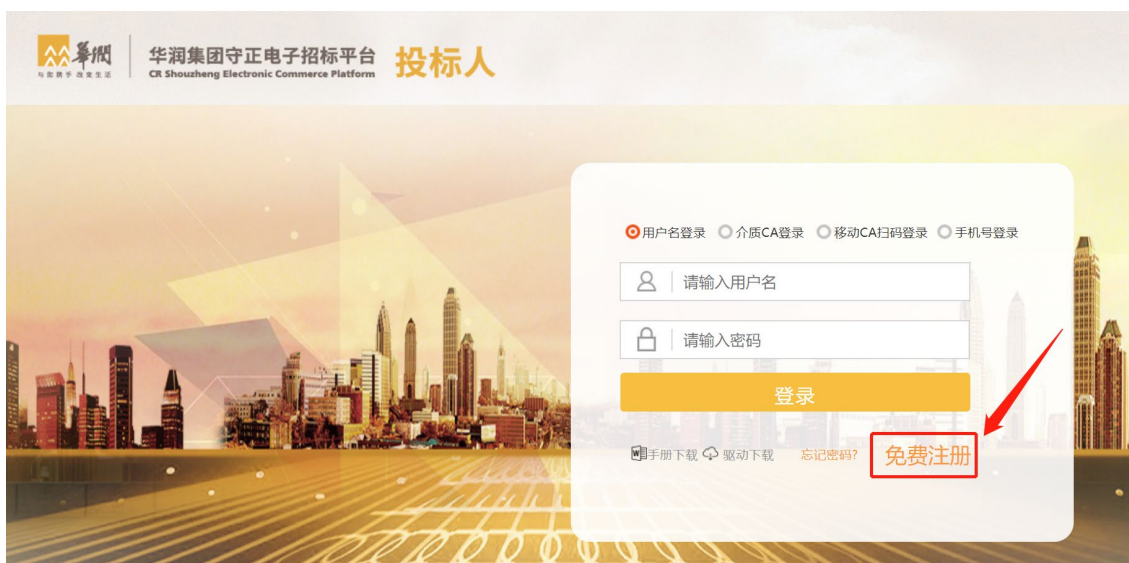 華潤
与您携手 改变生活
华润集团守正电子招标平台
CR Shouzheng Electronic Commerce Platform
投标人
用户名登录 介质CA登录 移动CA扫码登录 手机号登录
请输入用户名
请输入密码
登录
手册下载 驱动下载 忘记密码? 免费注册